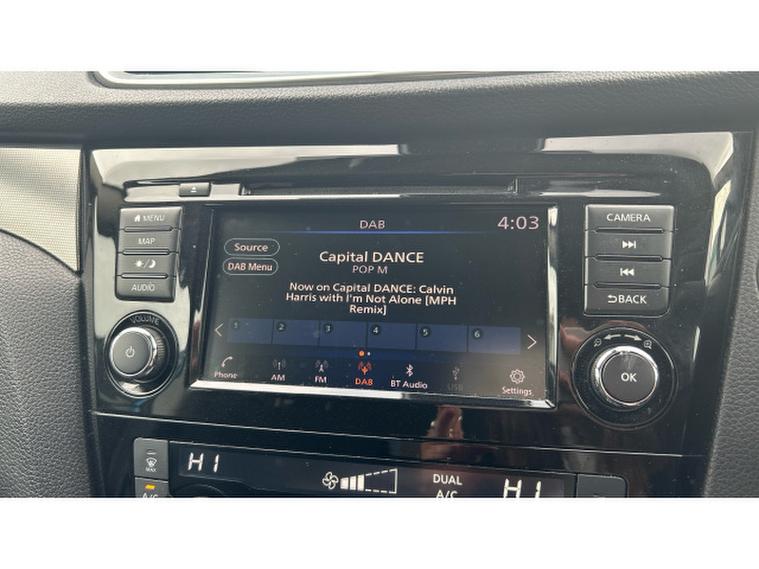 MENU
MAP
AUDIO
VOLUME
DAB
4:03
Source
DAB Menu
Capital DANCE
POP M
Now on Capital DANCE: Calvin
Harris with I'm Not Alone [MPH
Remix]
1 2 3 4 5 6
Phone AM FM DAB BT Audio USB Settings
CAMERA
BACK
OK
MAX
A/C
HI
DUAL
A/C
HI